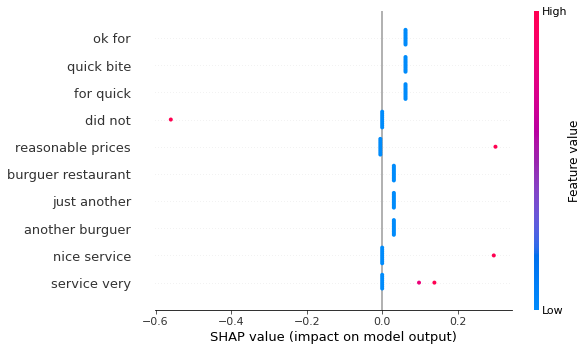 High
ok for
quick bite
for quick
did not
reasonable prices
burguer restaurant
just another
another burguer
nice service
service very
Feature value
Low
−0.6 −0.4 −0.2 0.0 0.2
SHAP value (impact on model output)